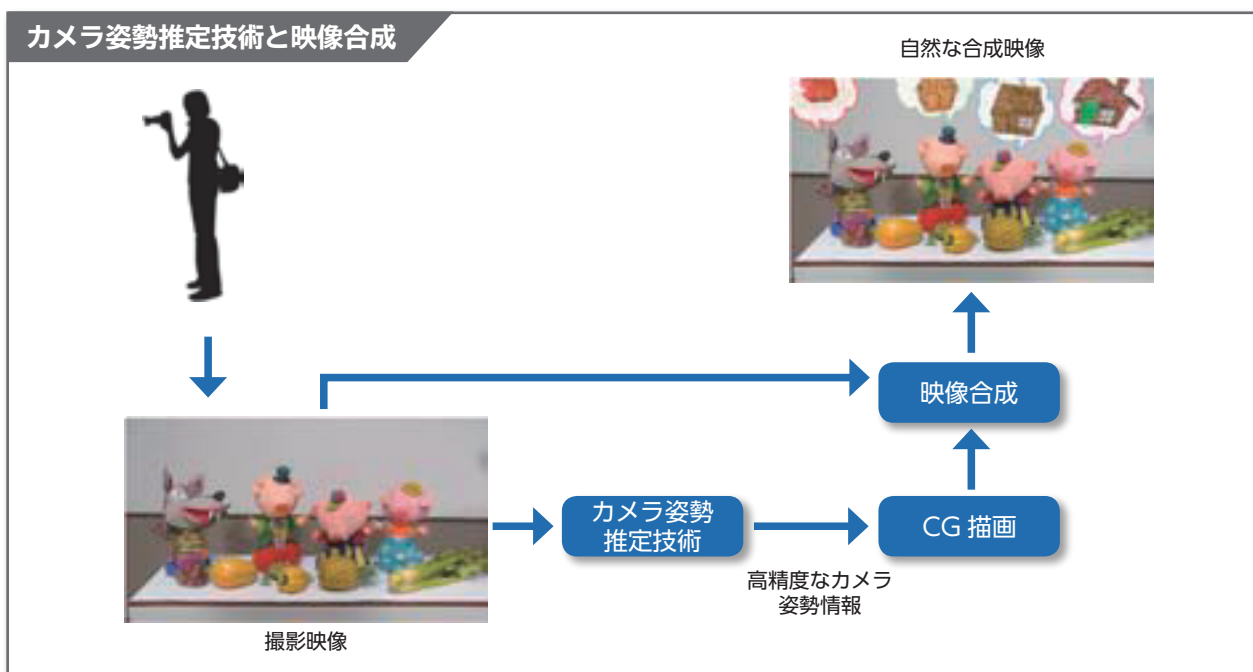 カメラ姿勢推定技術と映像合成
自然な合成映像
映像合成
カメラ姿勢
推定技術
CG 描画
高精度なカメラ
姿勢情報
撮影映像